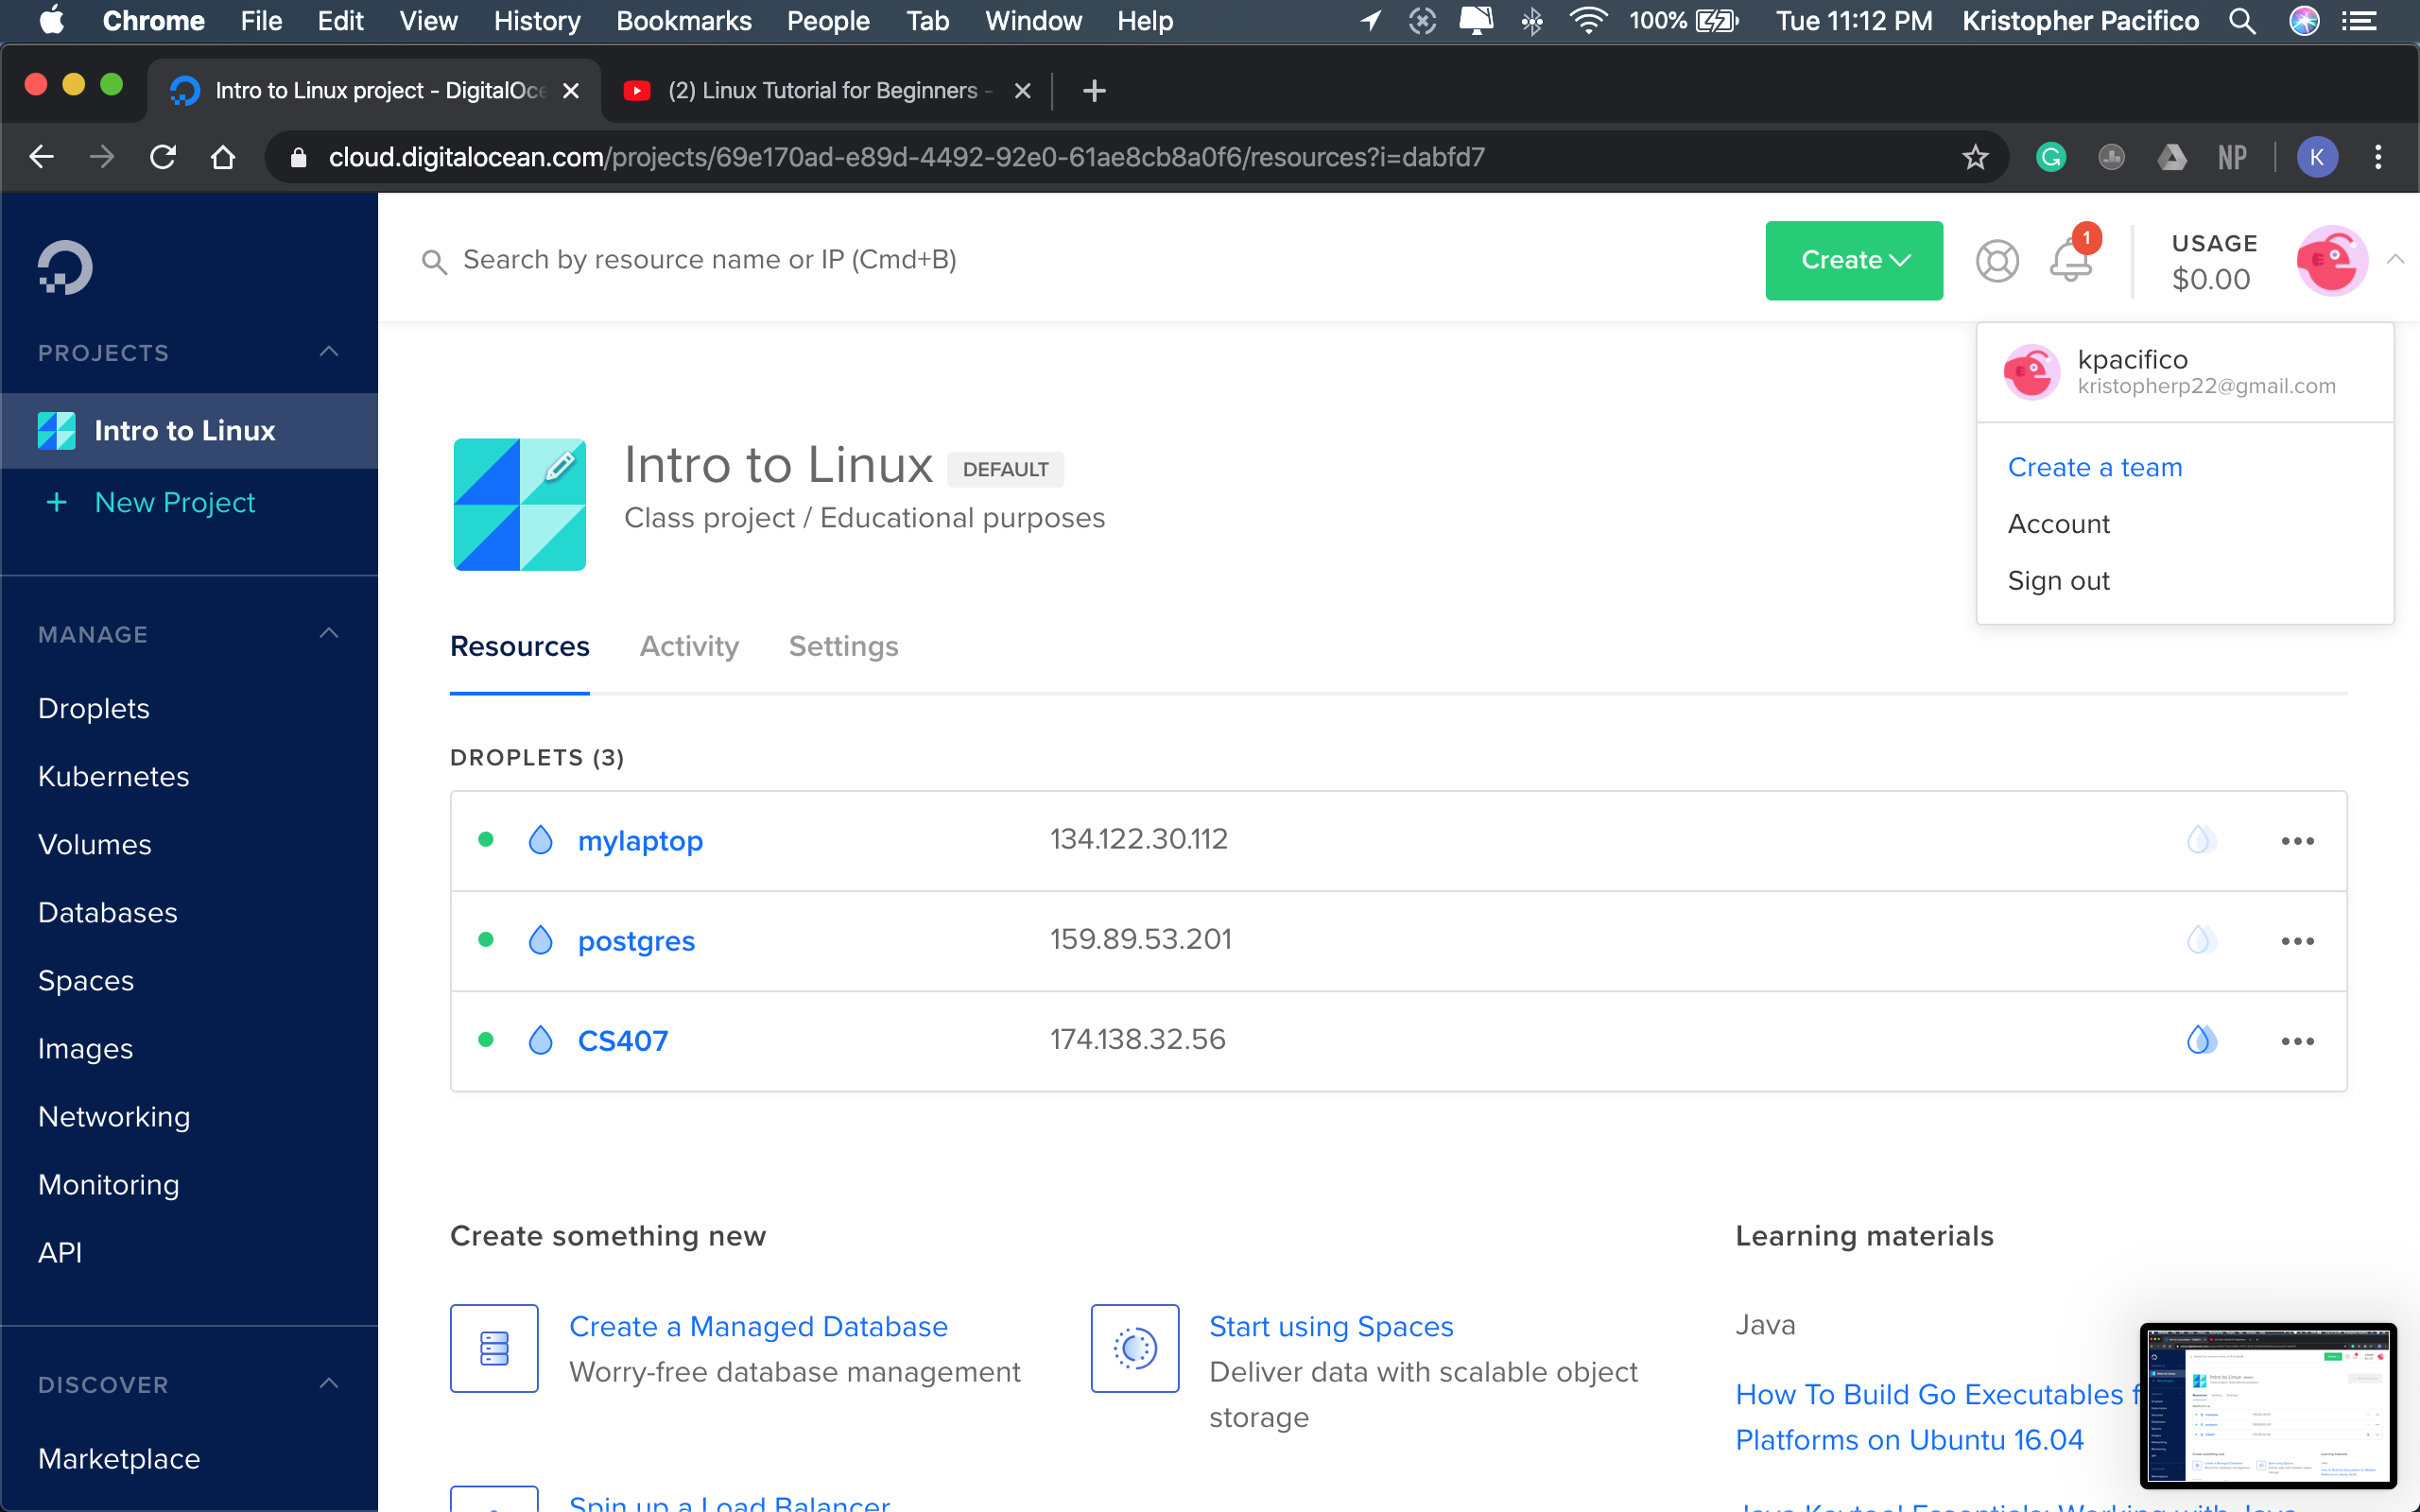 Chrome File Edit View History Bookmarks People Tab Window Help 100% Tue 11:12 PM Kristopher Pacifico
Intro to Linux project - DigitalOce
(2) Linux Tutorial for Beginners -
cloud.digitalocean.com/projects/69e170ad-e89d-4492-92e0-61ae8cb8a0f6/resources?i=dabfd7
NP
K
Search by resource name or IP (Cmd+B)
Create
1
USAGE
$0.00
kpacifico
kristopherp22@gmail.com
Create a team
Account
Sign out
PROJECTS
Intro to Linux
+ New Project
MANAGE
Droplets
Kubernetes
Volumes
Databases
Spaces
Images
Networking
Monitoring
API
DISCOVER
Marketplace
Intro to Linux DEFAULT
Class project / Educational purposes
Resources Activity Settings
DROPLETS (3)
mylaptop 134.122.30.112
postgres 159.89.53.201
CS407 174.138.32.56
Create something new
Create a Managed Database
Worry-free database management
Start using Spaces
Deliver data with scalable object
storage
Spin up a Load Balancer
Learning materials
Java
How To Build Go Executables f
Platforms on Ubuntu 16.04
Java Keytool Essentials: Working with Java